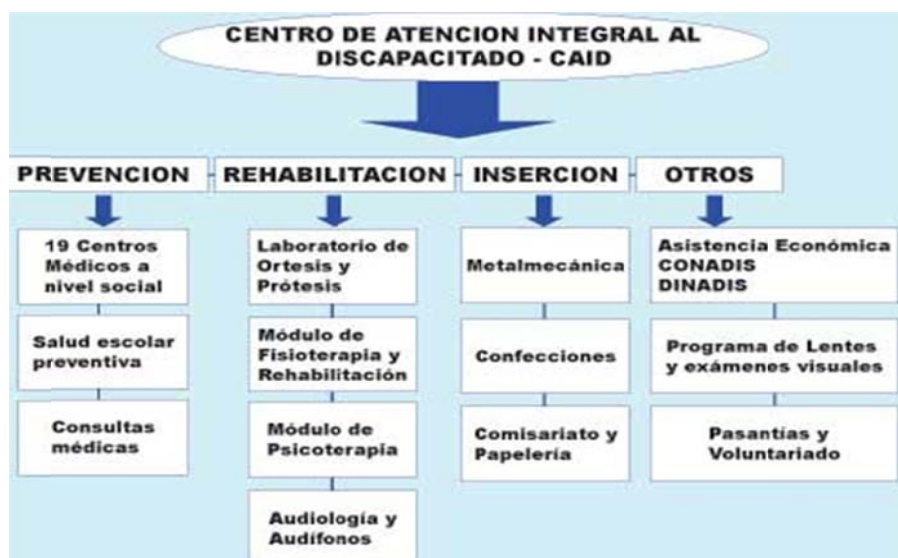 CENTRO DE ATENCION INTEGRAL AL
DISCAPACITADO - CAID
PREVENCION
REHABILITACION
INSERCION
OTROS
19 Centros
Médicos a
nivel social
Salud escolar
preventiva
Consultas
médicas
Laboratorio de
Ortesis y
Prótesis
Módulo de
Fisioterapia y
Rehabilitación
Módulo de
Psicoterapia
Audiología y
Audífonos
Metalmecánica
Confecciones
Comisariato y
Papelería
Asistencia Económica
CONADIS
DINADIS
Programa de Lentes
y exámenes visuales
Pasantías y
Voluntariado